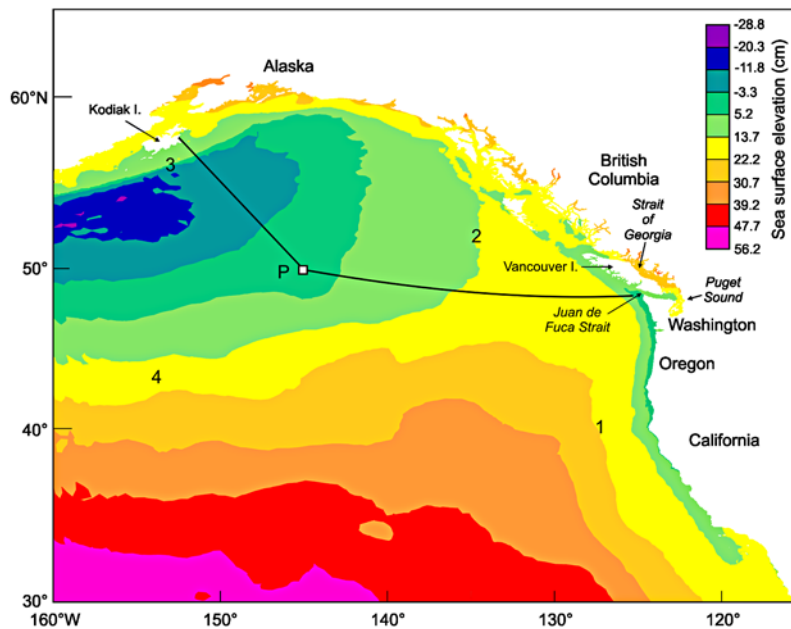 Alaska
60°N
Kodiak I.
3
British
Columbia
Strait
of
Georgia
2
50°
P
Vancouver I.
Puget
Sound
Juan de
Fuca Strait
Washington
Oregon
4
40°
1
California
30°
160°W
150°
140°
130°
120°
-28.8
-20.3
-11.8
-3.3
5.2
13.7
22.2
30.7
39.2
47.7
56.2
Sea surface elevation (cm)